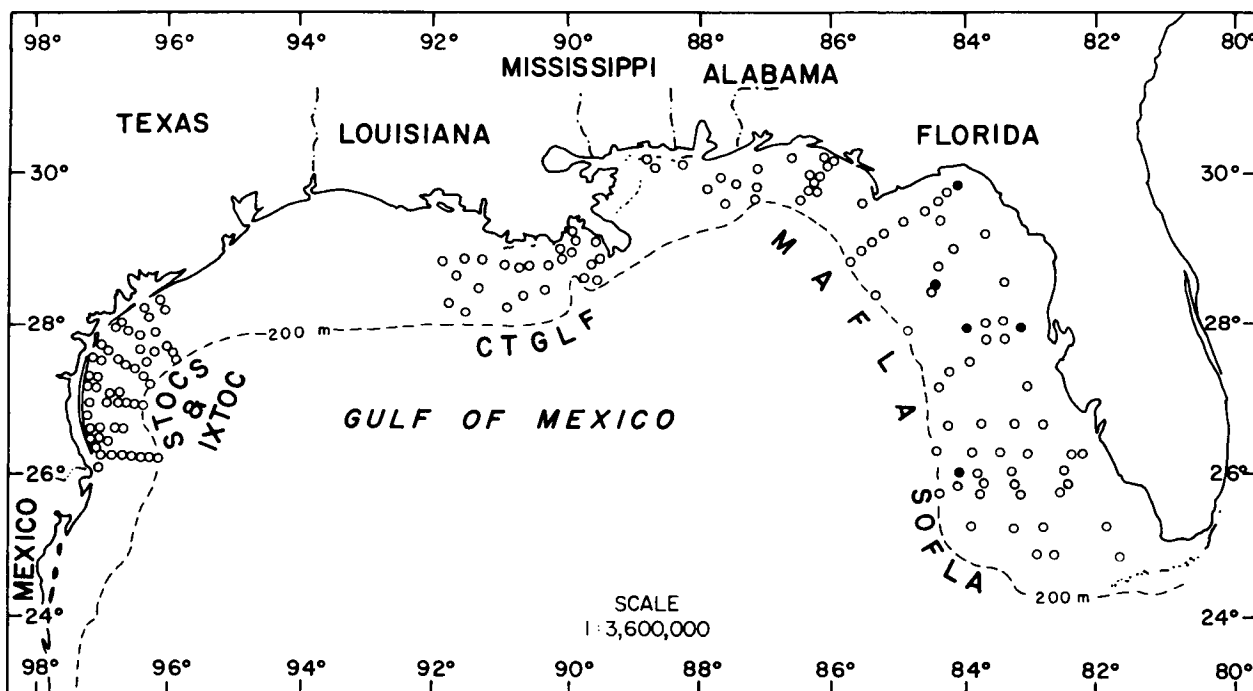 98° 96° 94° 92° 90° 88° 86° 84° 82° 80°
MISSISSIPPI ALABAMA
TEXAS LOUISIANA FLORIDA
30° 30°
MAFLA
28° 200 m CTGLF 28°
STOCS & IXTOC
GULF OF MEXICO
26° 26°
SOFLA
MEXICO
200 m
SCALE
24° 1:3,600,000 24°
98° 96° 94° 92° 90° 88° 86° 84° 82° 80°